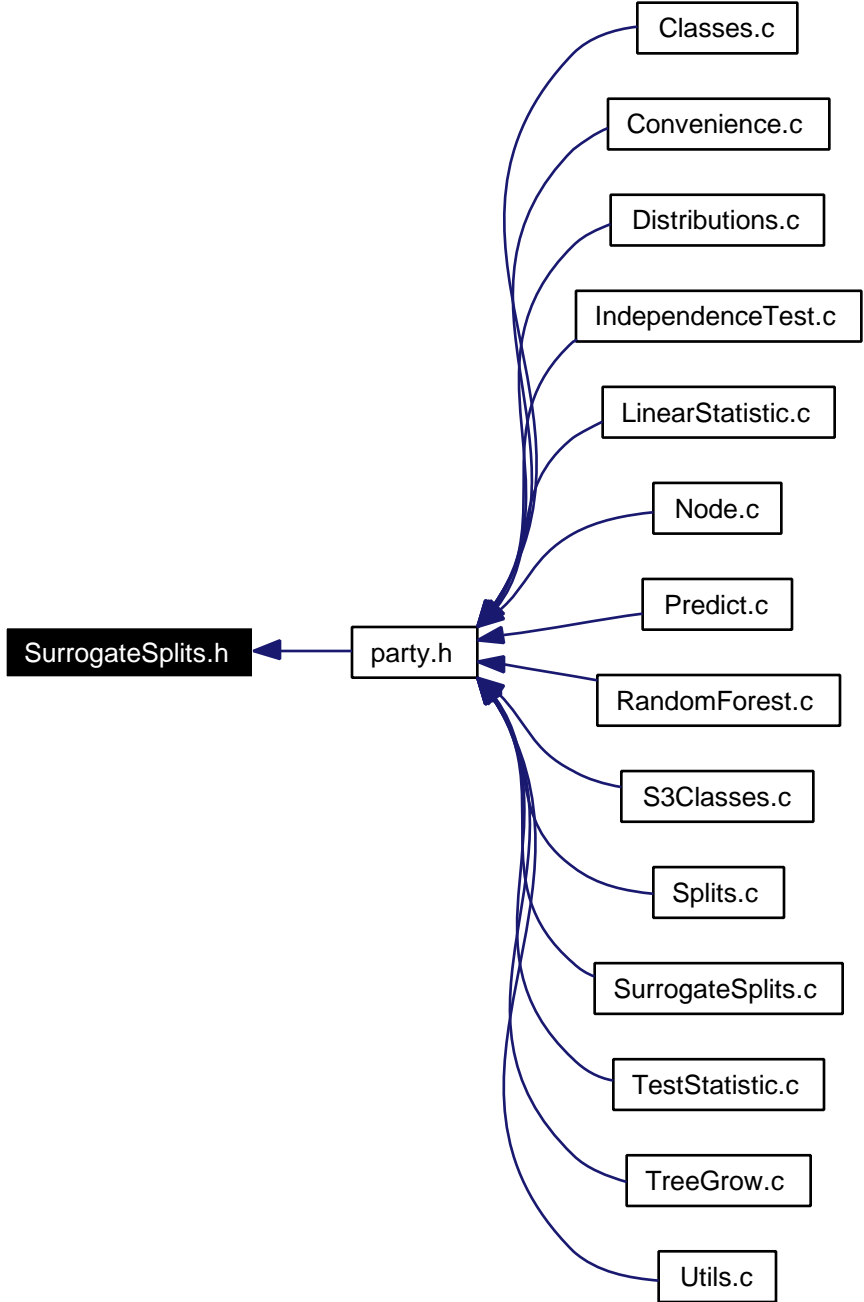 Classes.c
Convenience.c
Distributions.c
IndependenceTest.c
LinearStatistic.c
Node.c
Predict.c
SurrogateSplits.h
party.h
RandomForest.c
S3Classes.c
Splits.c
SurrogateSplits.c
TestStatistic.c
TreeGrow.c
Utils.c